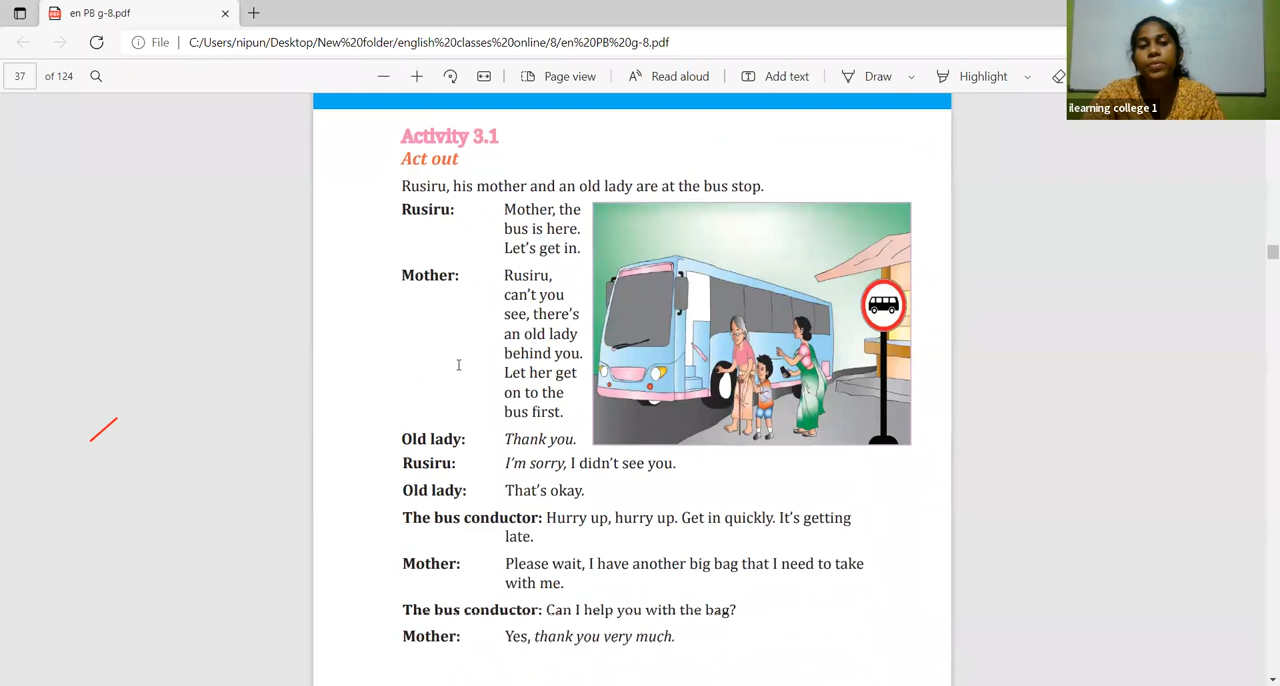 en PB g-8.pdf
File | C:/Users/nipun/Desktop/New%20folder/english%20classes%20online/8/en%20PB%20g-8.pdf
37 of 124 Page view Read aloud Add text Draw Highlight
ilearning college 1
Activity 3.1
Act out
Rusiru, his mother and an old lady are at the bus stop.
Rusiru: Mother, the
bus is here.
Let's get in.
Mother: Rusiru,
can't you
see, there's
an old lady
behind you.
Let her get
on to the
bus first.
Old lady: Thank you.
Rusiru: I'm sorry, I didn't see you.
Old lady: That's okay.
The bus conductor: Hurry up, hurry up. Get in quickly. It's getting
late.
Mother: Please wait, I have another big bag that I need to take
with me.
The bus conductor: Can I help you with the bag?
Mother: Yes, thank you very much.